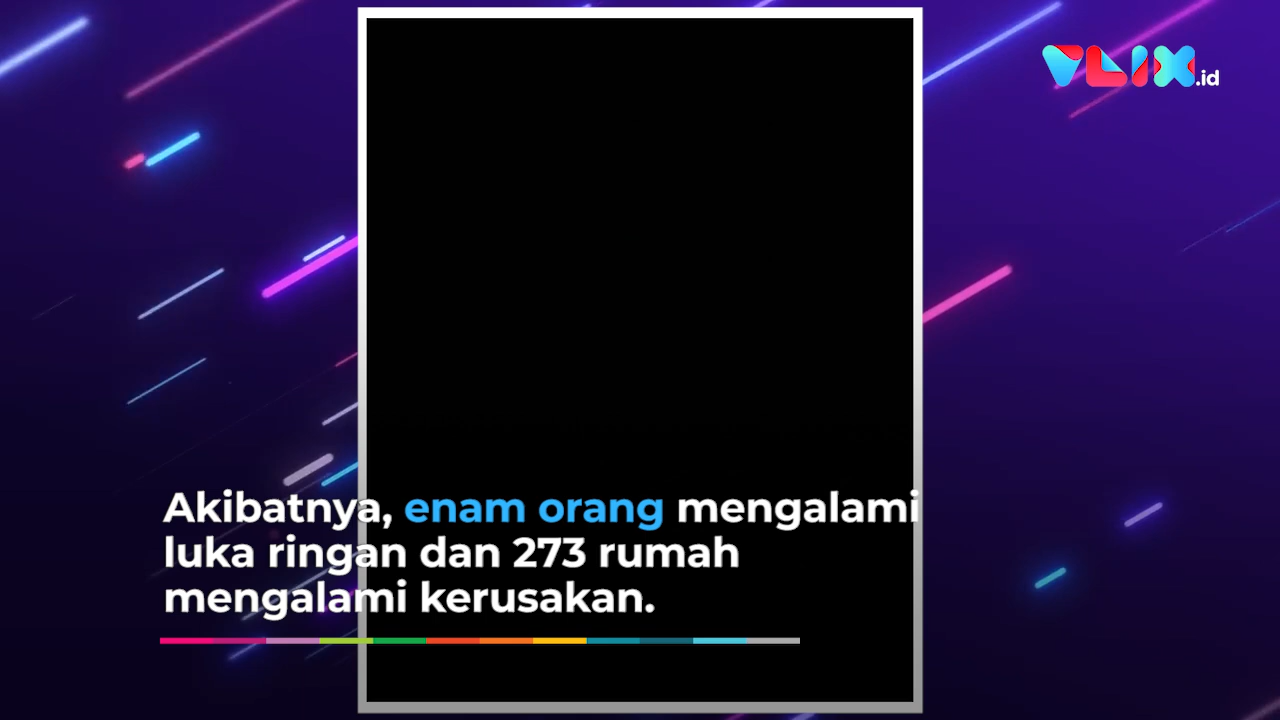 VLIX.id
Akibatnya, enam orang mengalami
luka ringan dan 273 rumah
mengalami kerusakan.